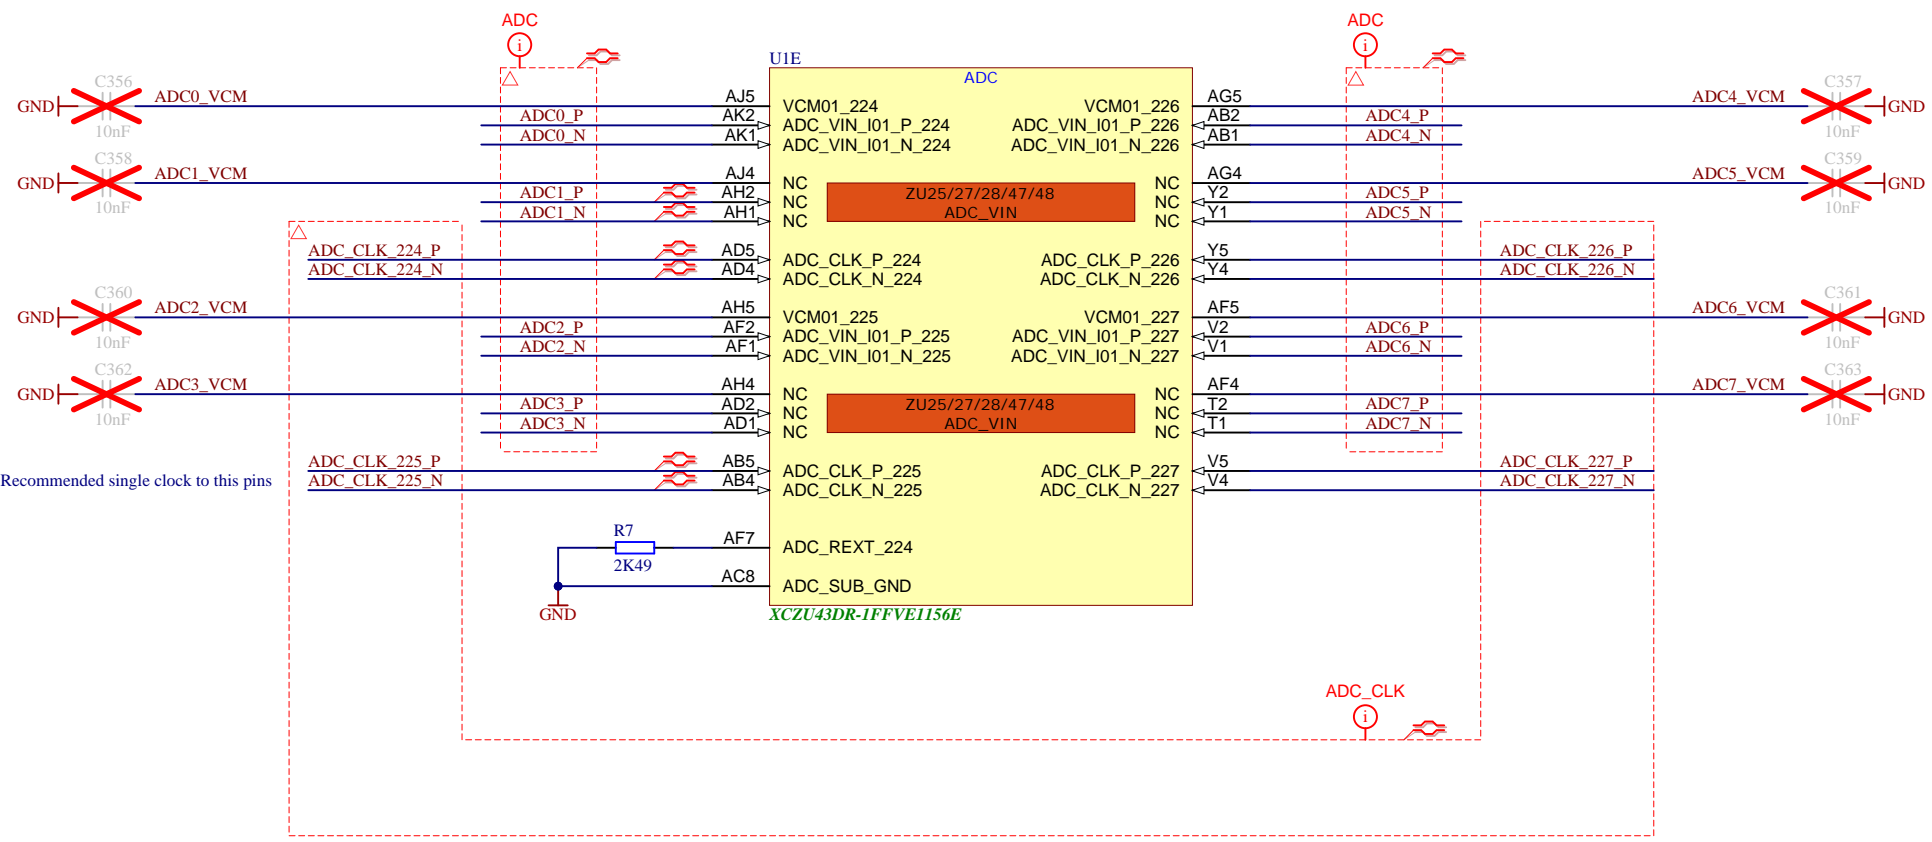 ADC
ADC
U1E
ADC
C356
GND
10nF
ADC0_VCM
AJ5
VCM01_224
VCM01_226
AG5
ADC4_VCM
C357
GND
10nF
ADC0_P
AK2
ADC_VIN_I01_P_224
ADC_VIN_I01_P_226
AB2
ADC4_P
ADC0_N
AK1
ADC_VIN_I01_N_224
ADC_VIN_I01_N_226
AB1
ADC4_N
C358
GND
10nF
ADC1_VCM
AJ4
NC
NC
AG4
ADC5_VCM
C359
GND
10nF
ADC1_P
AH2
NC
ZU25/27/28/47/48
ADC_VIN
NC
Y2
ADC5_P
ADC1_N
AH1
NC
NC
Y1
ADC5_N
ADC_CLK_224_P
AD5
ADC_CLK_P_224
ADC_CLK_P_226
Y5
ADC_CLK_226_P
ADC_CLK_224_N
AD4
ADC_CLK_N_224
ADC_CLK_N_226
Y4
ADC_CLK_226_N
C360
GND
10nF
ADC2_VCM
AH5
VCM01_225
VCM01_227
AF5
ADC6_VCM
C361
GND
10nF
ADC2_P
AF2
ADC_VIN_I01_P_225
ADC_VIN_I01_P_227
V2
ADC6_P
ADC2_N
AF1
ADC_VIN_I01_N_225
ADC_VIN_I01_N_227
V1
ADC6_N
C362
GND
10nF
ADC3_VCM
AH4
NC
NC
AF4
ADC7_VCM
C363
GND
10nF
ADC3_P
AD2
NC
ZU25/27/28/47/48
ADC_VIN
NC
T2
ADC7_P
ADC3_N
AD1
NC
NC
T1
ADC7_N
ADC_CLK_225_P
AB5
ADC_CLK_P_225
ADC_CLK_P_227
V5
ADC_CLK_227_P
Recommended single clock to this pins
ADC_CLK_225_N
AB4
ADC_CLK_N_225
ADC_CLK_N_227
V4
ADC_CLK_227_N
R7
2K49
AF7
ADC_REXT_224
AC8
ADC_SUB_GND
GND
XCZU43DR-1FFVE1156E
ADC_CLK